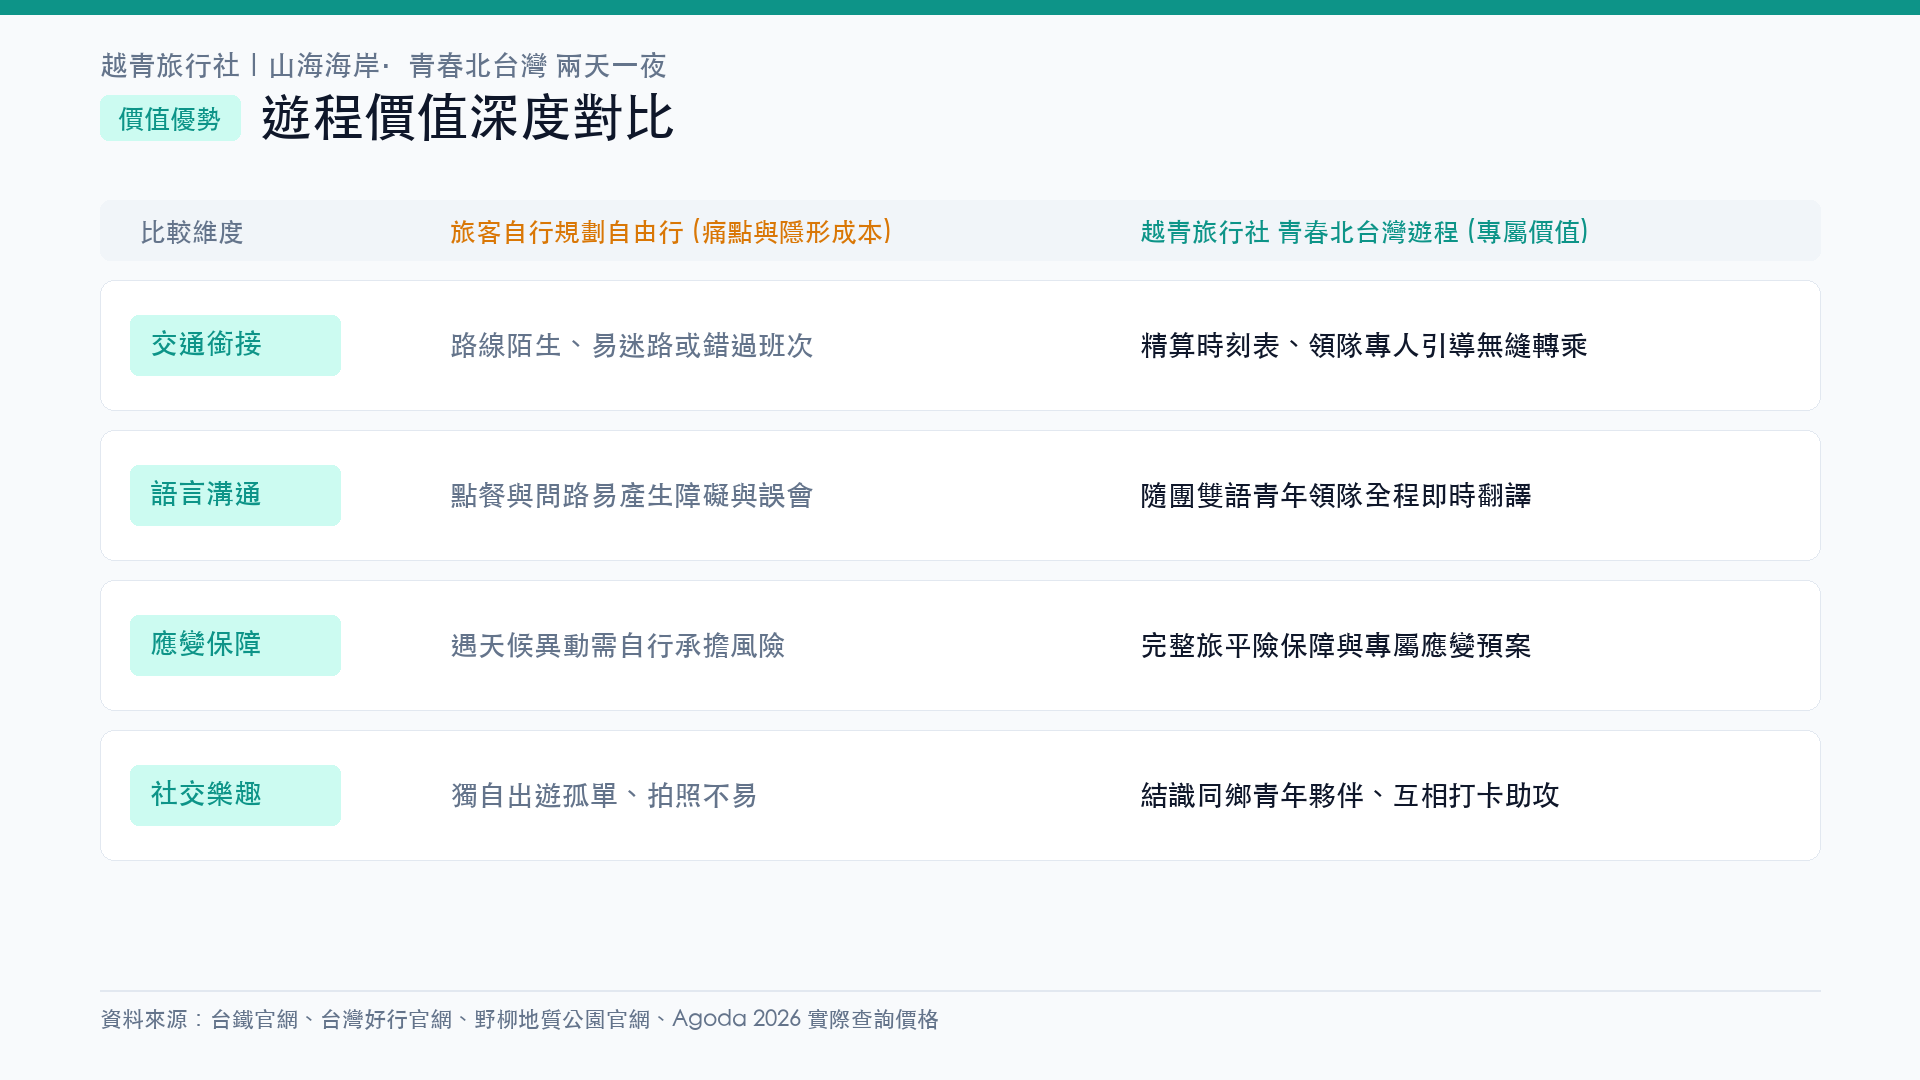 越青旅行社 | 山海海岸· 青春北台灣 兩天一夜
價值優勢 遊程價值深度對比
比較維度 旅客自行規劃自由行 (痛點與隱形成本) 越青旅行社 青春北台灣遊程 (專屬價值)
交通銜接 路線陌生、易迷路或錯過班次 精算時刻表、領隊專人引導無縫轉乘
語言溝通 點餐與問路易產生障礙與誤會 隨團雙語青年領隊全程即時翻譯
應變保障 遇天候異動需自行承擔風險 完整旅平險保障與專屬應變預案
社交樂趣 獨自出遊孤單、拍照不易 結識同鄉青年夥伴、互相打卡助攻
資料來源：台鐵官網、台灣好行官網、野柳地質公園官網、Agoda 2026 實際查詢價格